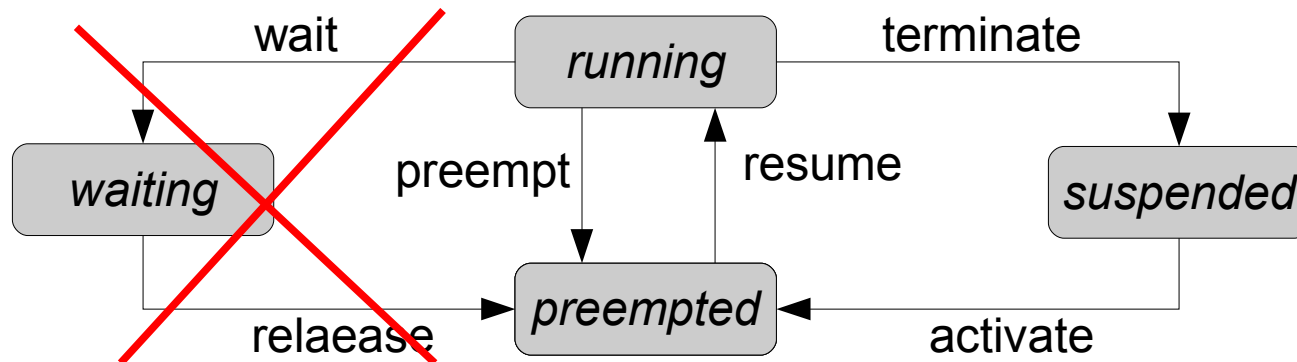 wait
running
terminate
waiting
preempt
resume
suspended
relaease
preempted
activate